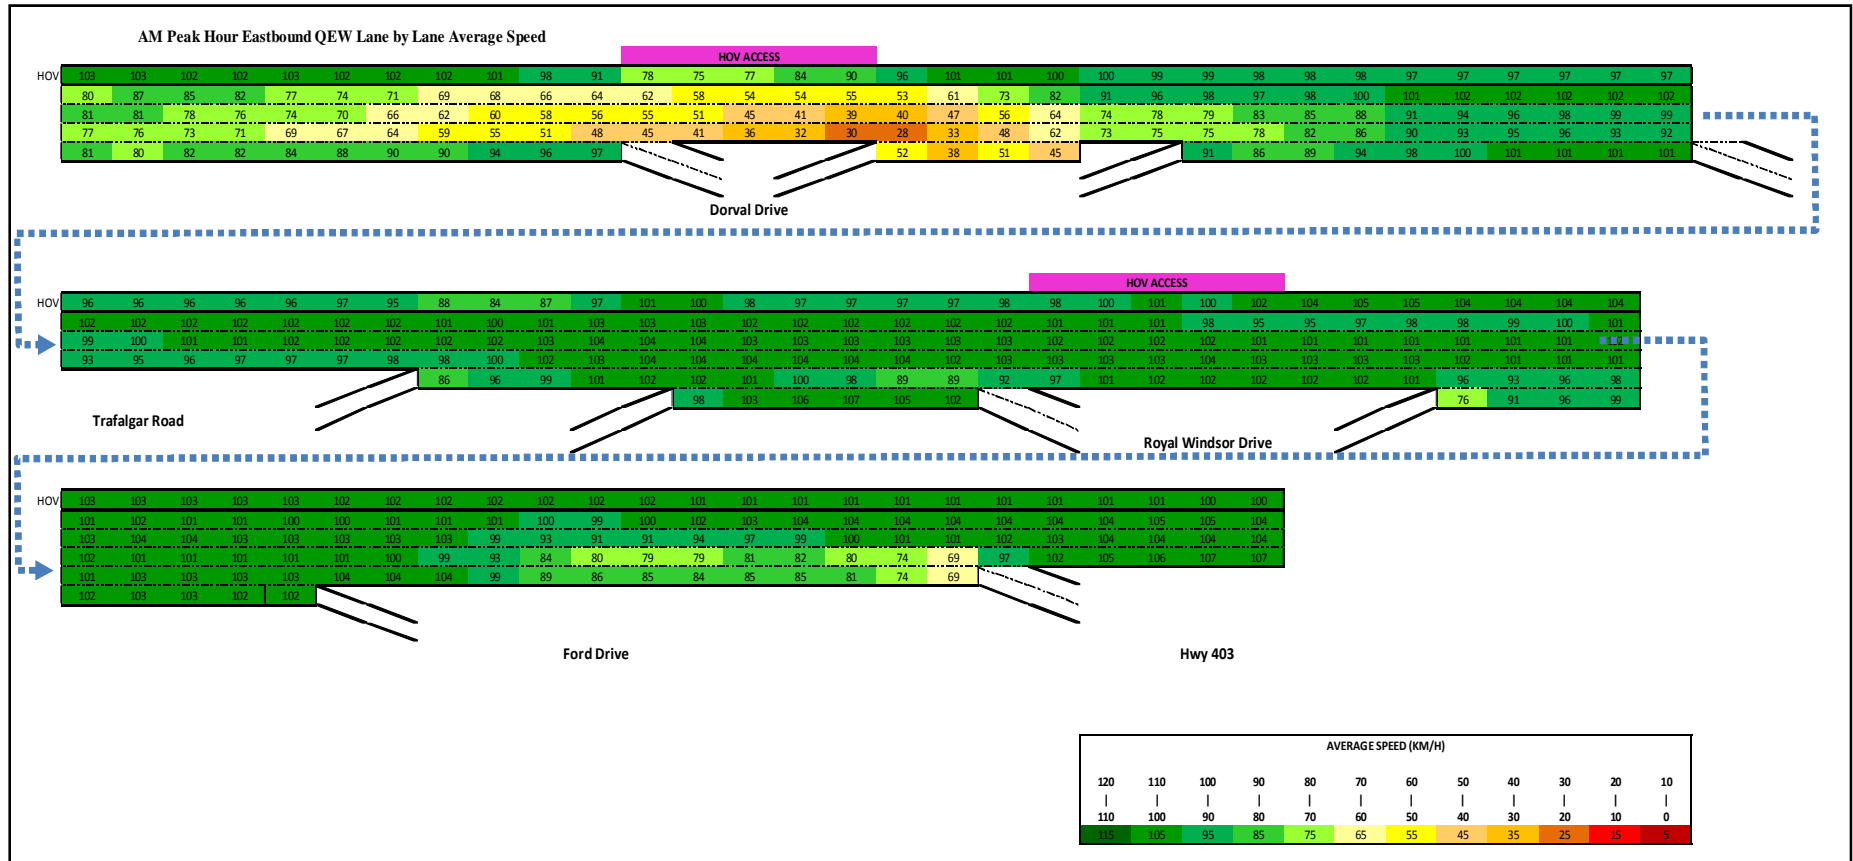 AM Peak Hour Eastbound QEW Lane by Lane Average Speed
HOV ACCESS
HOV 103 103 102 102 103 102 102 102 101 98 91 78 75 77 84 90 96 101 101 100 100 99 99 98 98 98 97 97 97 97 97 97
80 87 85 82 77 74 71 69 68 66 64 62 58 54 54 55 53 61 73 82 91 96 98 97 98 100 101 102 102 102 102 102
81 81 78 76 74 70 66 62 60 58 56 55 51 45 41 39 40 47 56 64 74 78 79 83 85 88 91 94 96 98 99 99
77 76 73 71 69 67 64 59 55 51 48 45 41 36 32 30 28 33 48 62 73 75 75 78 82 86 90 93 95 96 93 92
81 80 82 82 84 88 90 90 94 96 97 52 38 51 45 91 86 89 94 98 100 101 101 101 101
Dorval Drive
HOV ACCESS
HOV 96 96 96 96 96 97 95 88 84 87 97 101 100 98 97 97 97 97 98 98 100 101 100 102 104 105 105 104 104 104 104
102 102 102 102 102 102 102 101 100 101 103 103 103 102 102 102 102 102 102 101 101 101 98 95 95 97 98 98 99 100 101
99 100 101 101 102 102 102 102 102 103 104 104 104 103 103 103 103 103 103 102 102 102 102 101 101 101 101 101 101 101
93 95 96 97 97 97 98 98 100 102 103 104 104 104 103 104 104 102 103 103 103 103 104 103 103 103 103 102 101 101 101
86 96 99 101 102 102 101 100 98 89 89 92 97 101 102 102 102 102 102 101 96 93 96 98
98 103 106 107 105 102 76 91 96 99
Trafalgar Road
Royal Windsor Drive
HOV 103 103 103 103 103 102 102 102 102 102 102 102 101 101 101 101 101 101 101 101 101 101 100 100
101 102 101 101 100 100 101 101 101 100 99 100 102 103 104 104 104 104 104 104 104 105 105 104
103 104 104 103 103 103 103 103 99 93 91 91 94 97 99 100 101 101 102 103 104 104 104 104
102 101 101 101 101 101 100 99 93 84 80 79 79 81 82 80 74 69 97 102 105 106 107 107
101 103 103 103 103 104 104 104 99 89 86 85 84 85 85 81 74 69
102 103 103 102 102
Ford Drive
Hwy 403
AVERAGE SPEED (KM/H)
120 110 100 90 80 70 60 50 40 30 20 10
| | | | | | | | | | | |
110 100 90 80 70 60 50 40 30 20 10 0
115 105 95 85 75 65 55 45 35 25 15 5